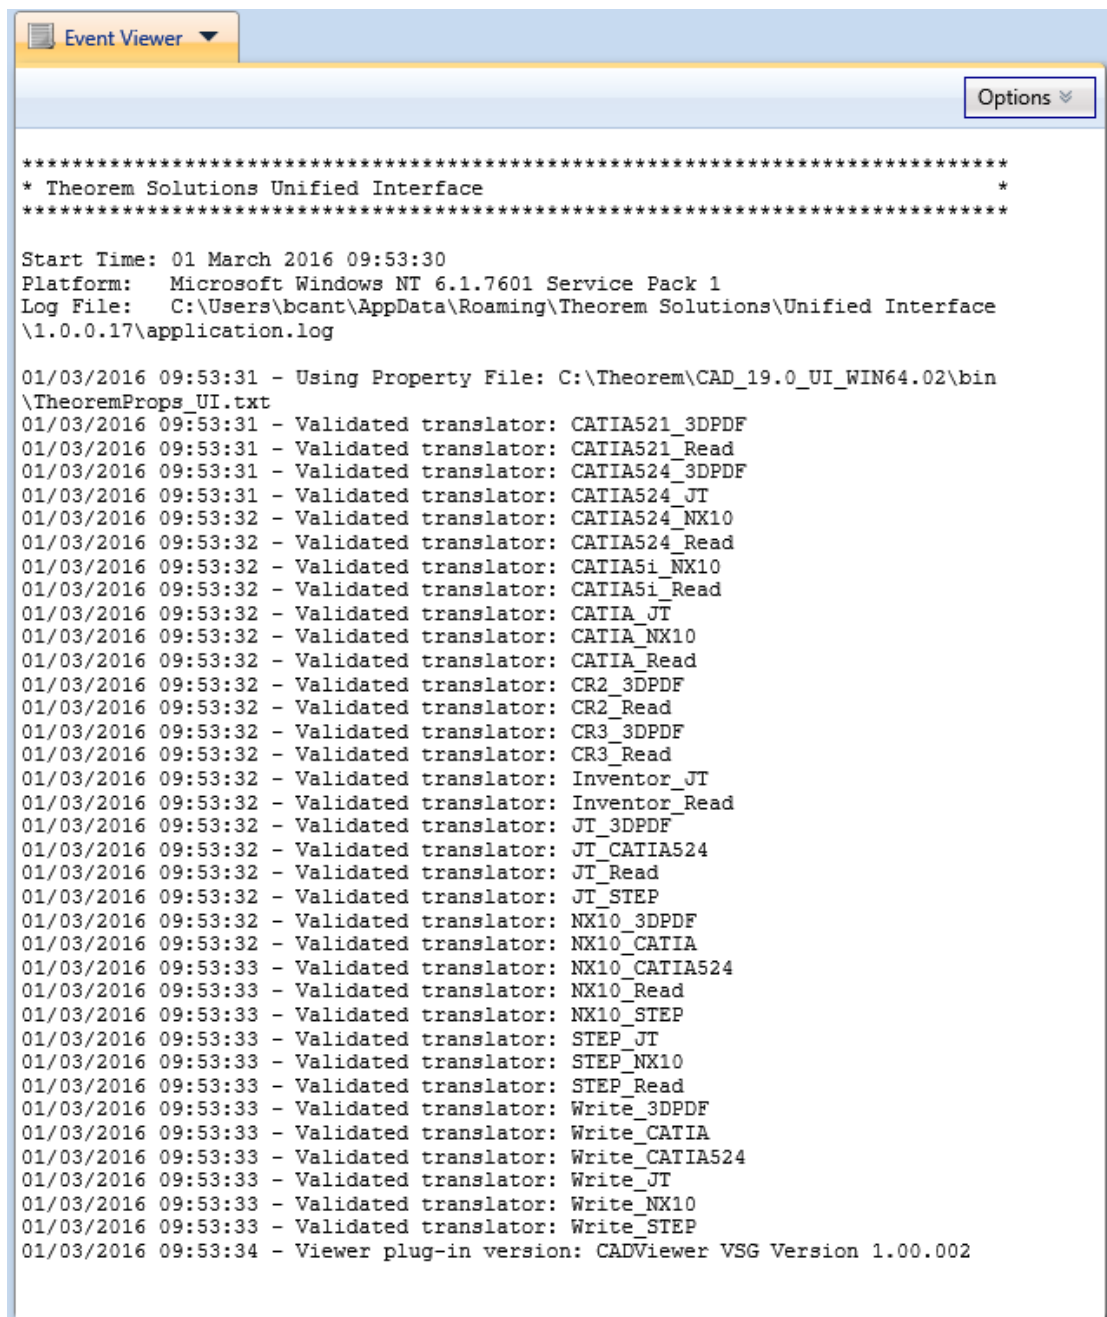 Event Viewer
Options
*******************************************************************************
* Theorem Solutions Unified Interface *
*******************************************************************************
Start Time: 01 March 2016 09:53:30
Platform: Microsoft Windows NT 6.1.7601 Service Pack 1
Log File: C:\Users\bcant\AppData\Roaming\Theorem Solutions\Unified Interface
\1.0.0.17\application.log
01/03/2016 09:53:31 - Using Property File: C:\Theorem\CAD_19.0_UI_WIN64.02\bin
\TheoremProps_UI.txt
01/03/2016 09:53:31 - Validated translator: CATIA521_3DPDF
01/03/2016 09:53:31 - Validated translator: CATIA521_Read
01/03/2016 09:53:31 - Validated translator: CATIA524_3DPDF
01/03/2016 09:53:31 - Validated translator: CATIA524_JT
01/03/2016 09:53:32 - Validated translator: CATIA524_NX10
01/03/2016 09:53:32 - Validated translator: CATIA524_Read
01/03/2016 09:53:32 - Validated translator: CATIA5i_NX10
01/03/2016 09:53:32 - Validated translator: CATIA5i_Read
01/03/2016 09:53:32 - Validated translator: CATIA_JT
01/03/2016 09:53:32 - Validated translator: CATIA_NX10
01/03/2016 09:53:32 - Validated translator: CATIA_Read
01/03/2016 09:53:32 - Validated translator: CR2_3DPDF
01/03/2016 09:53:32 - Validated translator: CR2_Read
01/03/2016 09:53:32 - Validated translator: CR3_3DPDF
01/03/2016 09:53:32 - Validated translator: CR3_Read
01/03/2016 09:53:32 - Validated translator: Inventor_JT
01/03/2016 09:53:32 - Validated translator: Inventor_Read
01/03/2016 09:53:32 - Validated translator: JT_3DPDF
01/03/2016 09:53:32 - Validated translator: JT_CATIA524
01/03/2016 09:53:32 - Validated translator: JT_Read
01/03/2016 09:53:32 - Validated translator: JT_STEP
01/03/2016 09:53:32 - Validated translator: NX10_3DPDF
01/03/2016 09:53:32 - Validated translator: NX10_CATIA
01/03/2016 09:53:33 - Validated translator: NX10_CATIA524
01/03/2016 09:53:33 - Validated translator: NX10_Read
01/03/2016 09:53:33 - Validated translator: NX10_STEP
01/03/2016 09:53:33 - Validated translator: STEP_JT
01/03/2016 09:53:33 - Validated translator: STEP_NX10
01/03/2016 09:53:33 - Validated translator: STEP_Read
01/03/2016 09:53:33 - Validated translator: Write_3DPDF
01/03/2016 09:53:33 - Validated translator: Write_CATIA
01/03/2016 09:53:33 - Validated translator: Write_CATIA524
01/03/2016 09:53:33 - Validated translator: Write_JT
01/03/2016 09:53:33 - Validated translator: Write_NX10
01/03/2016 09:53:33 - Validated translator: Write_STEP
01/03/2016 09:53:34 - Viewer plug-in version: CADViewer VSG Version 1.00.002